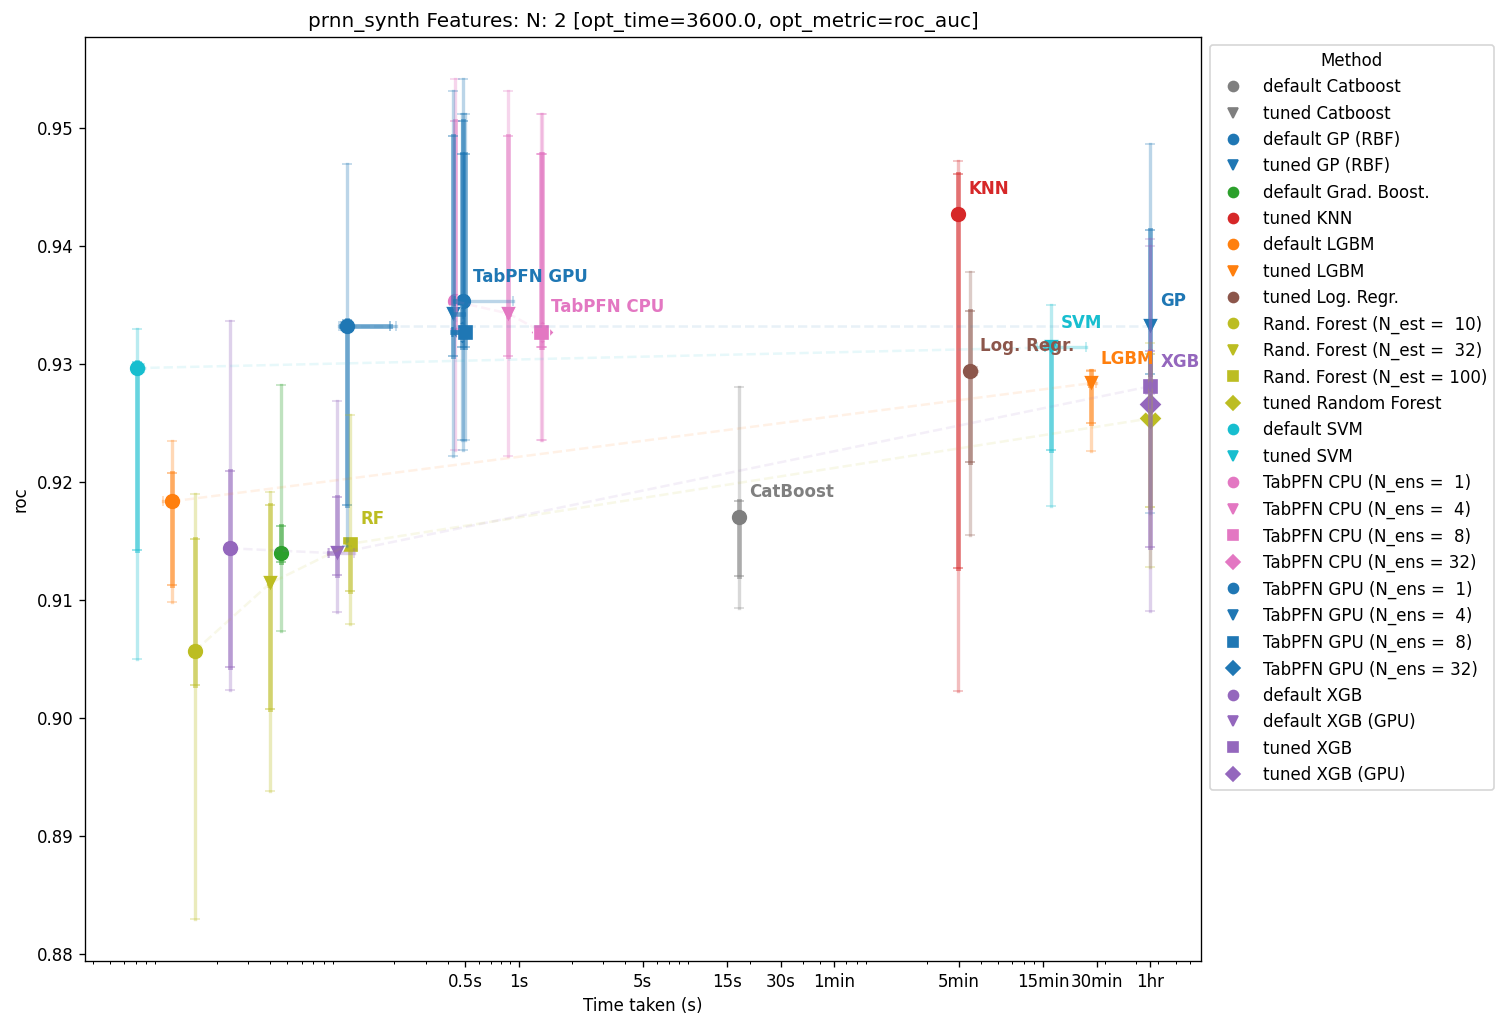 prnn_synth Features: N: 2 [opt_time=3600.0, opt_metric=roc_auc]
roc
0.95
0.94
0.93
0.92
0.91
0.90
0.89
0.88
KNN
TabPFN GPU
TabPFN CPU
GP
SVM
Log. Regr.
LGBM
XGB
CatBoost
RF
0.5s
1s
5s
15s
30s
1min
5min
15min
30min
1hr
Time taken (s)
Method
default Catboost
tuned Catboost
default GP (RBF)
tuned GP (RBF)
default Grad. Boost.
tuned KNN
default LGBM
tuned LGBM
tuned Log. Regr.
Rand. Forest (N_est =  10)
Rand. Forest (N_est =  32)
Rand. Forest (N_est = 100)
tuned Random Forest
default SVM
tuned SVM
TabPFN CPU (N_ens =  1)
TabPFN CPU (N_ens =  4)
TabPFN CPU (N_ens =  8)
TabPFN CPU (N_ens = 32)
TabPFN GPU (N_ens =  1)
TabPFN GPU (N_ens =  4)
TabPFN GPU (N_ens =  8)
TabPFN GPU (N_ens = 32)
default XGB
default XGB (GPU)
tuned XGB
tuned XGB (GPU)